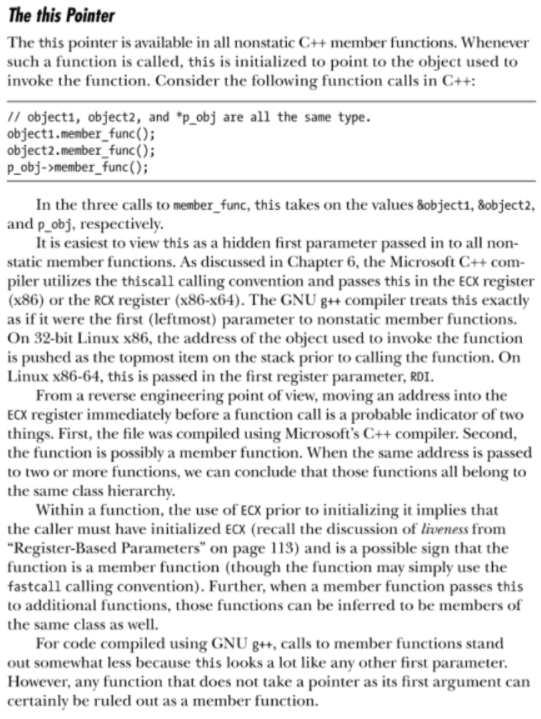 The this Pointer
The this pointer is available in all nonstatic C++ member functions. Whenever
such a function is called, this is initialized to point to the object used to
invoke the function. Consider the following function calls in C++:
// object1, object2, and *p_obj are all the same type.
object1.member_func();
object2.member_func();
p_obj->member_func();
In the three calls to member_func, this takes on the values &object1, &object2,
and p_obj, respectively.
It is easiest to view this as a hidden first parameter passed in to all non-
static member functions. As discussed in Chapter 6, the Microsoft C++ com-
piler utilizes the thiscall calling convention and passes this in the ECX register
(x86) or the RCX register (x86-x64). The GNU g++ compiler treats this exactly
as if it were the first (leftmost) parameter to nonstatic member functions.
On 32-bit Linux x86, the address of the object used to invoke the function
is pushed as the topmost item on the stack prior to calling the function. On
Linux x86-64, this is passed in the first register parameter, RDI.
From a reverse engineering point of view, moving an address into the
ECX register immediately before a function call is a probable indicator of two
things. First, the file was compiled using Microsoft's C++ compiler. Second,
the function is possibly a member function. When the same address is passed
to two or more functions, we can conclude that those functions all belong to
the same class hierarchy.
Within a function, the use of ECX prior to initializing it implies that
the caller must have initialized ECX (recall the discussion of liveness from
“Register-Based Parameters” on page 113) and is a possible sign that the
function is a member function (though the function may simply use the
fastcall calling convention). Further, when a member function passes this
to additional functions, those functions can be inferred to be members of
the same class as well.
For code compiled using GNU g++, calls to member functions stand
out somewhat less because this looks a lot like any other first parameter.
However, any function that does not take a pointer as its first argument can
certainly be ruled out as a member function.